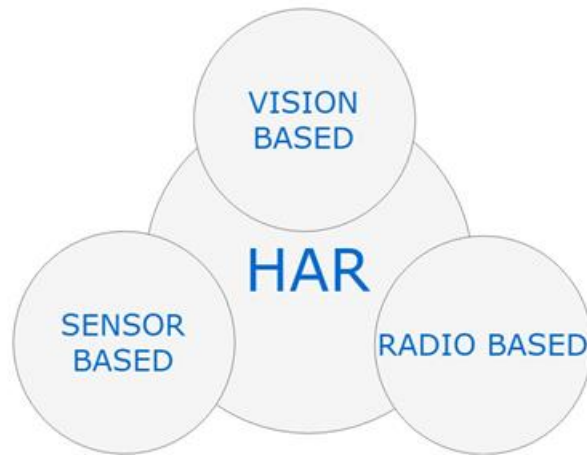 VISION
BASED
HAR
SENSOR
BASED
RADIO BASED